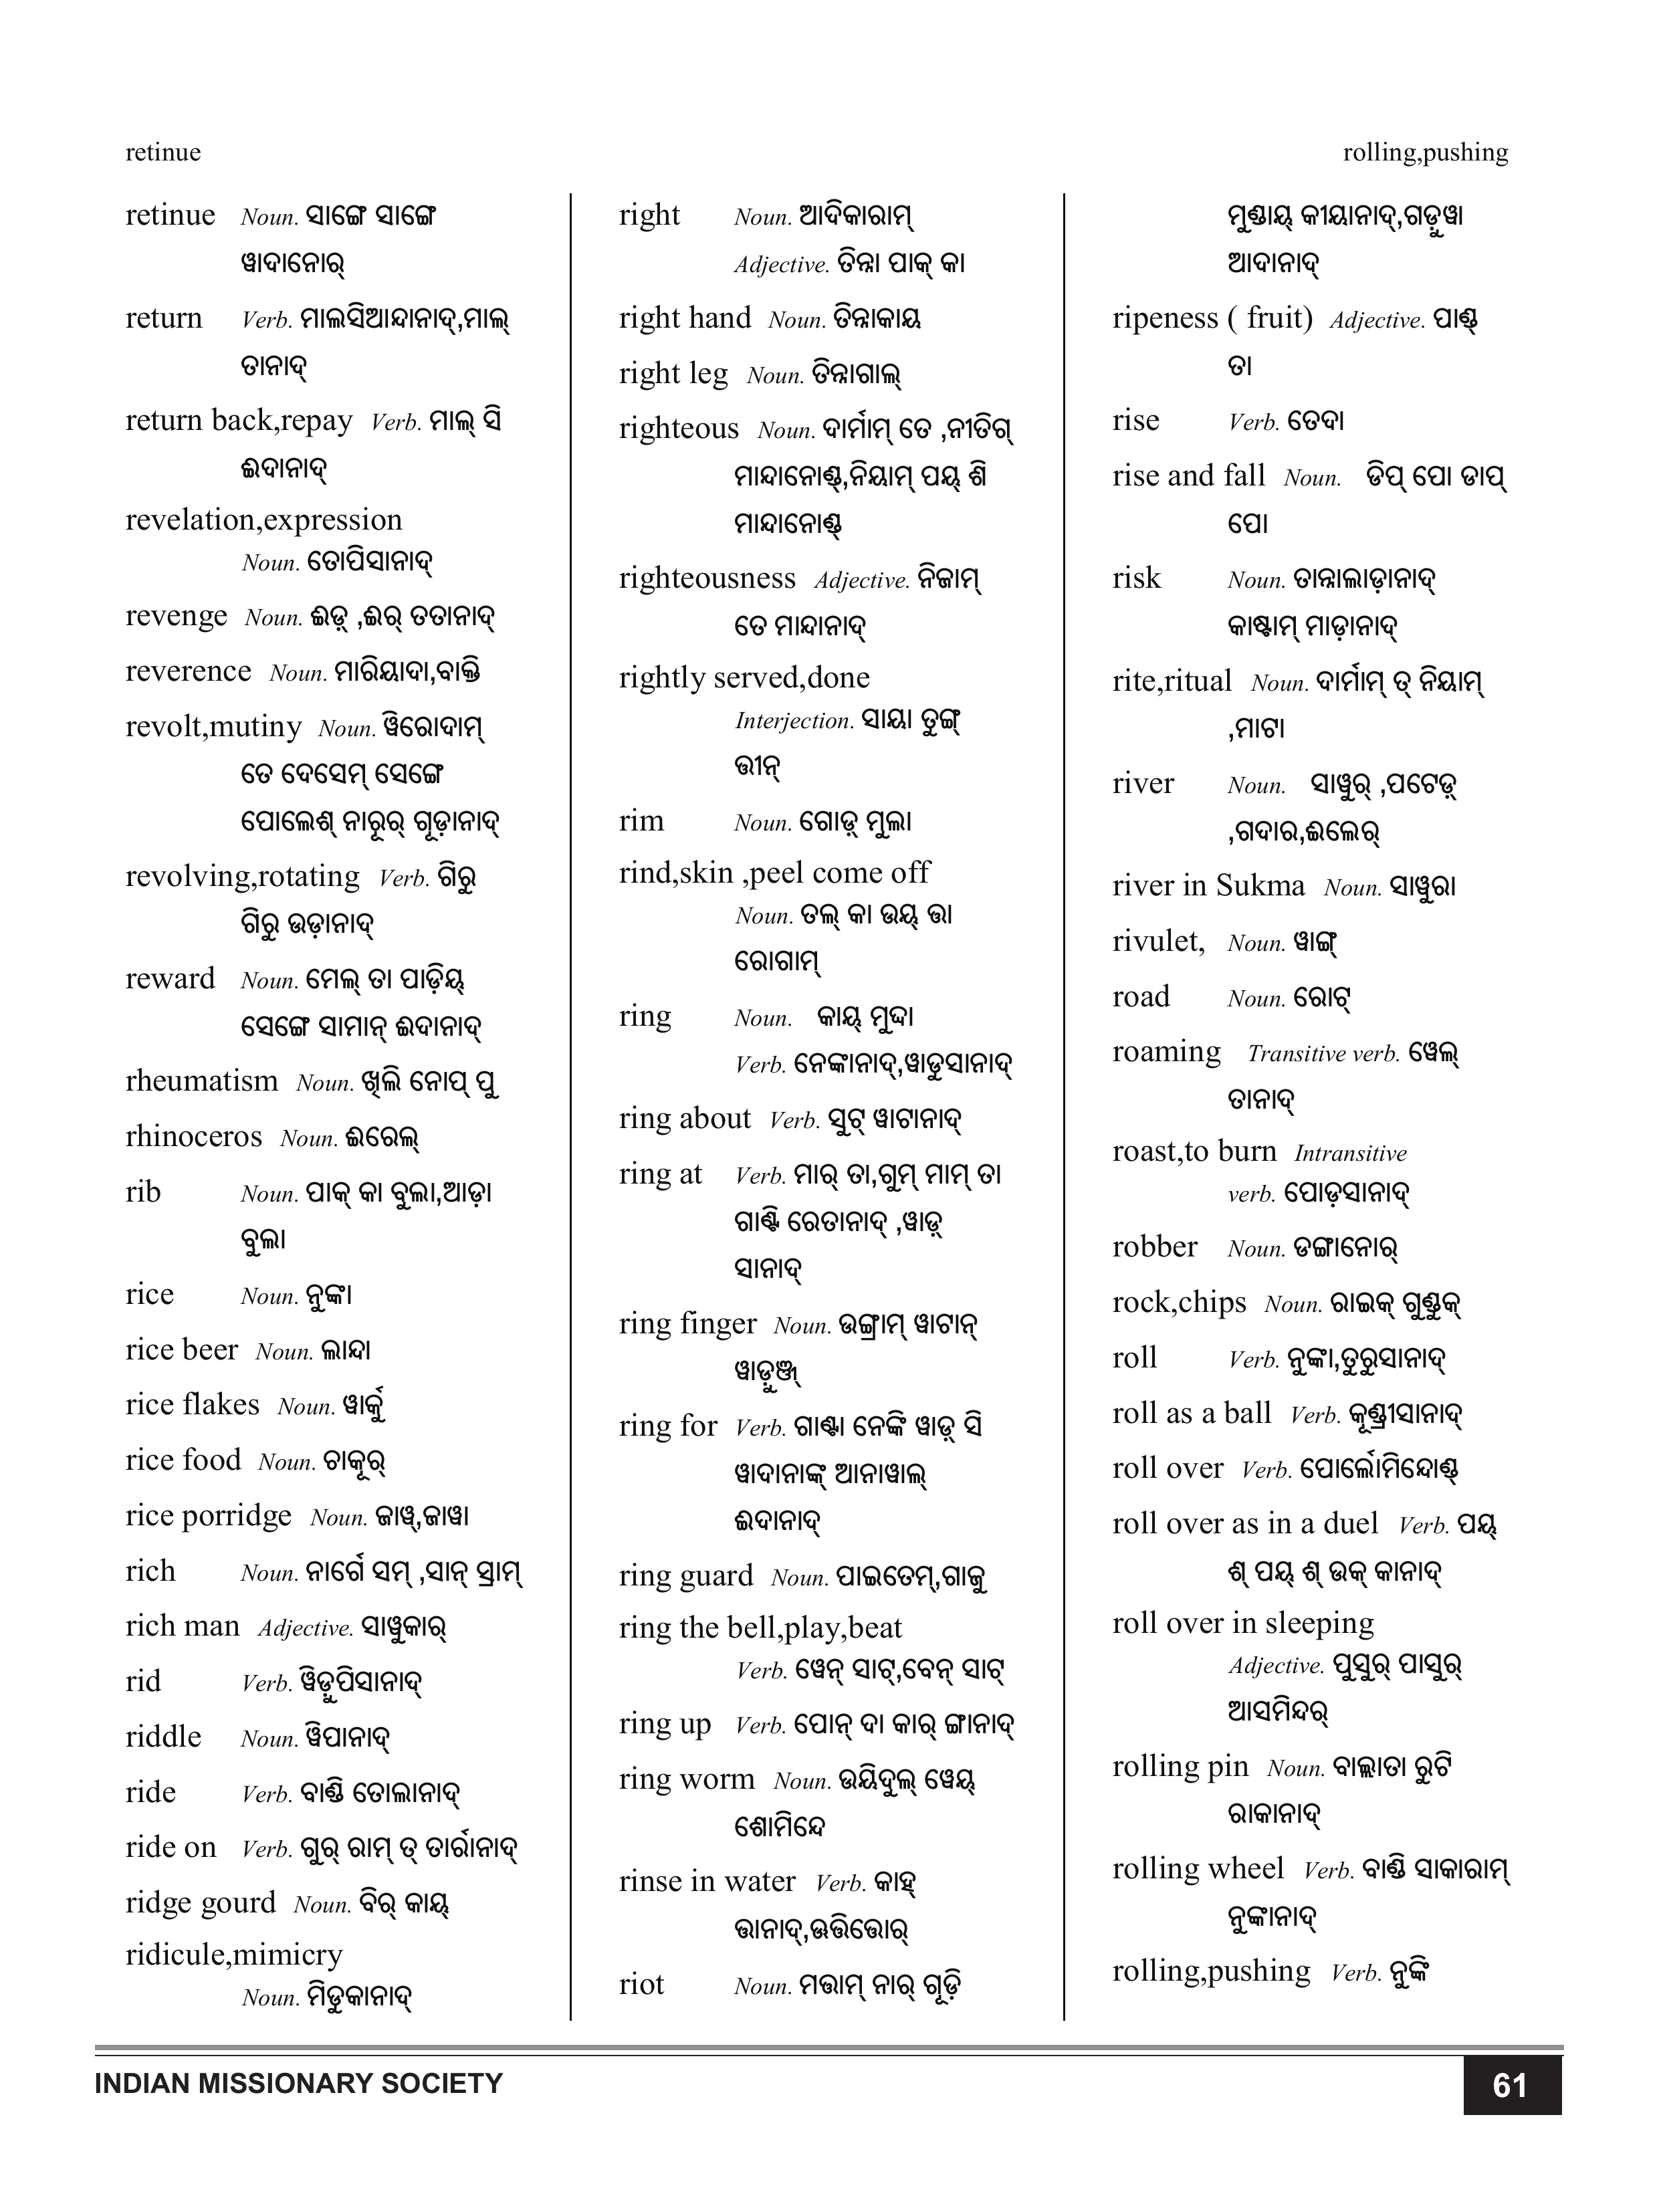 retinue
rolling,pushing
retinue Noun. ସାଙ୍ଗେ ସାଙ୍ଗେ
ୱାଦାନୋର୍
return Verb. ମାଲସିଆନ୍ଦାନାଦ୍,ମାଲ୍
ତାନାଦ୍
return back,repay Verb. ମାଲ୍ ସି
ଈଦାନାଦ୍
revelation,expression
Noun. ତୋପିସାନାଦ୍
revenge Noun. ଈଡ଼୍ ,ଈର୍ ତତାନାଦ୍
reverence Noun. ମାରିୟାଦା,ବାକ୍ତି
revolt,mutiny Noun. ୱିରୋଦାମ୍
ତେ ଦେସେମ୍ ସେଙ୍ଗେ
ପୋଲେଶ୍ ନାରୂର୍ ଗୂଡ଼ାନାଦ୍
revolving,rotating Verb. ଗିରୁ
ଗିରୁ ଉଡ଼ାନାଦ୍
reward Noun. ମେଲ୍ ତା ପାଡ଼ିୟ୍
ସେଙ୍ଗେ ସାମାନ୍ ଈଦାନାଦ୍
rheumatism Noun. ଖିଲି ନୋପ୍ ପୁ
rhinoceros Noun. ଈରେଲ୍
rib Noun. ପାକ୍ କା ବୁଲା,ଆଡ଼ା
ବୁଲା
rice Noun. ନୁଙ୍କା
rice beer Noun. ଲାନ୍ଦା
rice flakes Noun. ୱାର୍କୁ
rice food Noun. ଚାକୂର୍
rice porridge Noun. ଜାୱ୍,ଜାୱା
rich Noun. ନାର୍ଗେ ସମ୍ ,ସାନ୍ ସ୍ରାମ୍
rich man Adjective. ସାୱୁକାର୍
rid Verb. ୱିଡ଼ୁପିସାନାଦ୍
riddle Noun. ୱିପାନାଦ୍
ride Verb. ବାଣ୍ଡି ତୋଲାନାଦ୍
ride on Verb. ଗୁର୍ ରାମ୍ ତ୍ ତାର୍ରାନାଦ୍
ridge gourd Noun. ବିର୍ କାୟ୍
ridicule,mimicry
Noun. ମିଡୁକାନାଦ୍
right Noun. ଆଦିକାରାମ୍
Adjective. ତିନ୍ନା ପାକ୍ କା
right hand Noun. ତିନ୍ନାକାୟ
right leg Noun. ତିନ୍ନାଗାଲ୍
righteous Noun. ଦାର୍ମାମ୍ ତେ ,ନୀତିଗ୍
ମାନ୍ଦାନୋଣ୍ଡ୍,ନିୟାମ୍ ପୟ୍ ଶି
ମାନ୍ଦାନୋଣ୍ଡ୍
righteousness Adjective. ନିଜାମ୍
ତେ ମାନ୍ଦାନାଦ୍
rightly served,done
Interjection. ସାୟା ତୁଙ୍ଗ୍
ତ୍ତୀନ୍
rim Noun. ଗୋଡ଼୍ ମୁଲା
rind,skin ,peel come off
Noun. ତଲ୍ କା ଉୟ୍ ତ୍ତା
ରୋଗାମ୍
ring Noun. କାୟ୍ ମୁଦ୍ଦା
Verb. ନେଙ୍କାନାଦ୍,ୱାଡୁସାନାଦ୍
ring about Verb. ସୁଟ୍ ୱାଟାନାଦ୍
ring at Verb. ମାର୍ ତା,ଗୁମ୍ ମାମ୍ ତା
ଗାଣ୍ଟି ରେତାନାଦ୍ ,ୱାଡ଼୍
ସାନାଦ୍
ring finger Noun. ଉଙ୍ଗ୍ରାମ୍ ୱାଟାନ୍
ୱାଡ଼ୁଞ୍ଜ୍
ring for Verb. ଗାଣ୍ଟା ନେଙ୍କି ୱାଡ଼୍ ସି
ୱାଦାନାଙ୍କ୍ ଆନାୱାଲ୍
ଈଦାନାଦ୍
ring guard Noun. ପାଇତେମ୍,ଗାଜୁ
ring the bell,play,beat
Verb. ୱେନ୍ ସାଟ୍,ବେନ୍ ସାଟ୍
ring up Verb. ପୋନ୍ ଦା କାର୍ ଙ୍ଗାନାଦ୍
ring worm Noun. ଉୟିଦୁଲ୍ ୱେୟ୍
ଶୋମିନ୍ଦେ
rinse in water Verb. କାହ୍
ତ୍ତାନାଦ୍,ଊତ୍ତିତ୍ତୋର୍
riot Noun. ମତ୍ତାମ୍ ନାର୍ ଗୂଡ଼ି
ମୁଣ୍ଡାୟ୍ କୀୟାନାଦ୍,ଗଡ଼ୁୱା
ଆଦାନାଦ୍
ripeness ( fruit) Adjective. ପାଣ୍ଡ୍
ତା
rise Verb. ତେଦା
rise and fall Noun. ଡିପ୍ ପୋ ଡାପ୍
ପୋ
risk Noun. ତାନ୍ନାଲାଡ଼ାନାଦ୍
କାଷ୍ଟାମ୍ ମାଡ଼ାନାଦ୍
rite,ritual Noun. ଦାର୍ମାମ୍ ତ୍ ନିୟାମ୍
,ମାଟା
river Noun. ସାୱୁର୍ ,ପଟେଡ଼୍
,ଗଦାର,ଈଲେର୍
river in Sukma Noun. ସାୱୁରା
rivulet, Noun. ୱାଙ୍ଗ୍
road Noun. ରୋଟ୍
roaming Transitive verb. ୱେଲ୍
ତାନାଦ୍
roast,to burn Intransitive
verb. ପୋଡ଼ସାନାଦ୍
robber Noun. ଡଙ୍ଗାନୋର୍
rock,chips Noun. ରାଇକ୍ ଗୁଣ୍ଡୁକ୍
roll Verb. ନୁଙ୍କା,ତୁରୁସାନାଦ୍
roll as a ball Verb. କୂଣ୍ଡ୍ରୀସାନାଦ୍
roll over Verb. ପୋର୍ଲୋମିନ୍ଦୋଣ୍ଡ୍
roll over as in a duel Verb. ପୟ୍
ଶ୍ ପୟ୍ ଶ୍ ଉକ୍ କାନାଦ୍
roll over in sleeping
Adjective. ପୁସୁର୍ ପାସୁର୍
ଆସମିନ୍ଦର୍
rolling pin Noun. ବାଲ୍ଲାତା ରୁଟି
ରାକାନାଦ୍
rolling wheel Verb. ବାଣ୍ଡି ସାକାରାମ୍
ନୁଙ୍କାନାଦ୍
rolling,pushing Verb. ନୁଙ୍କି
INDIAN MISSIONARY SOCIETY
61